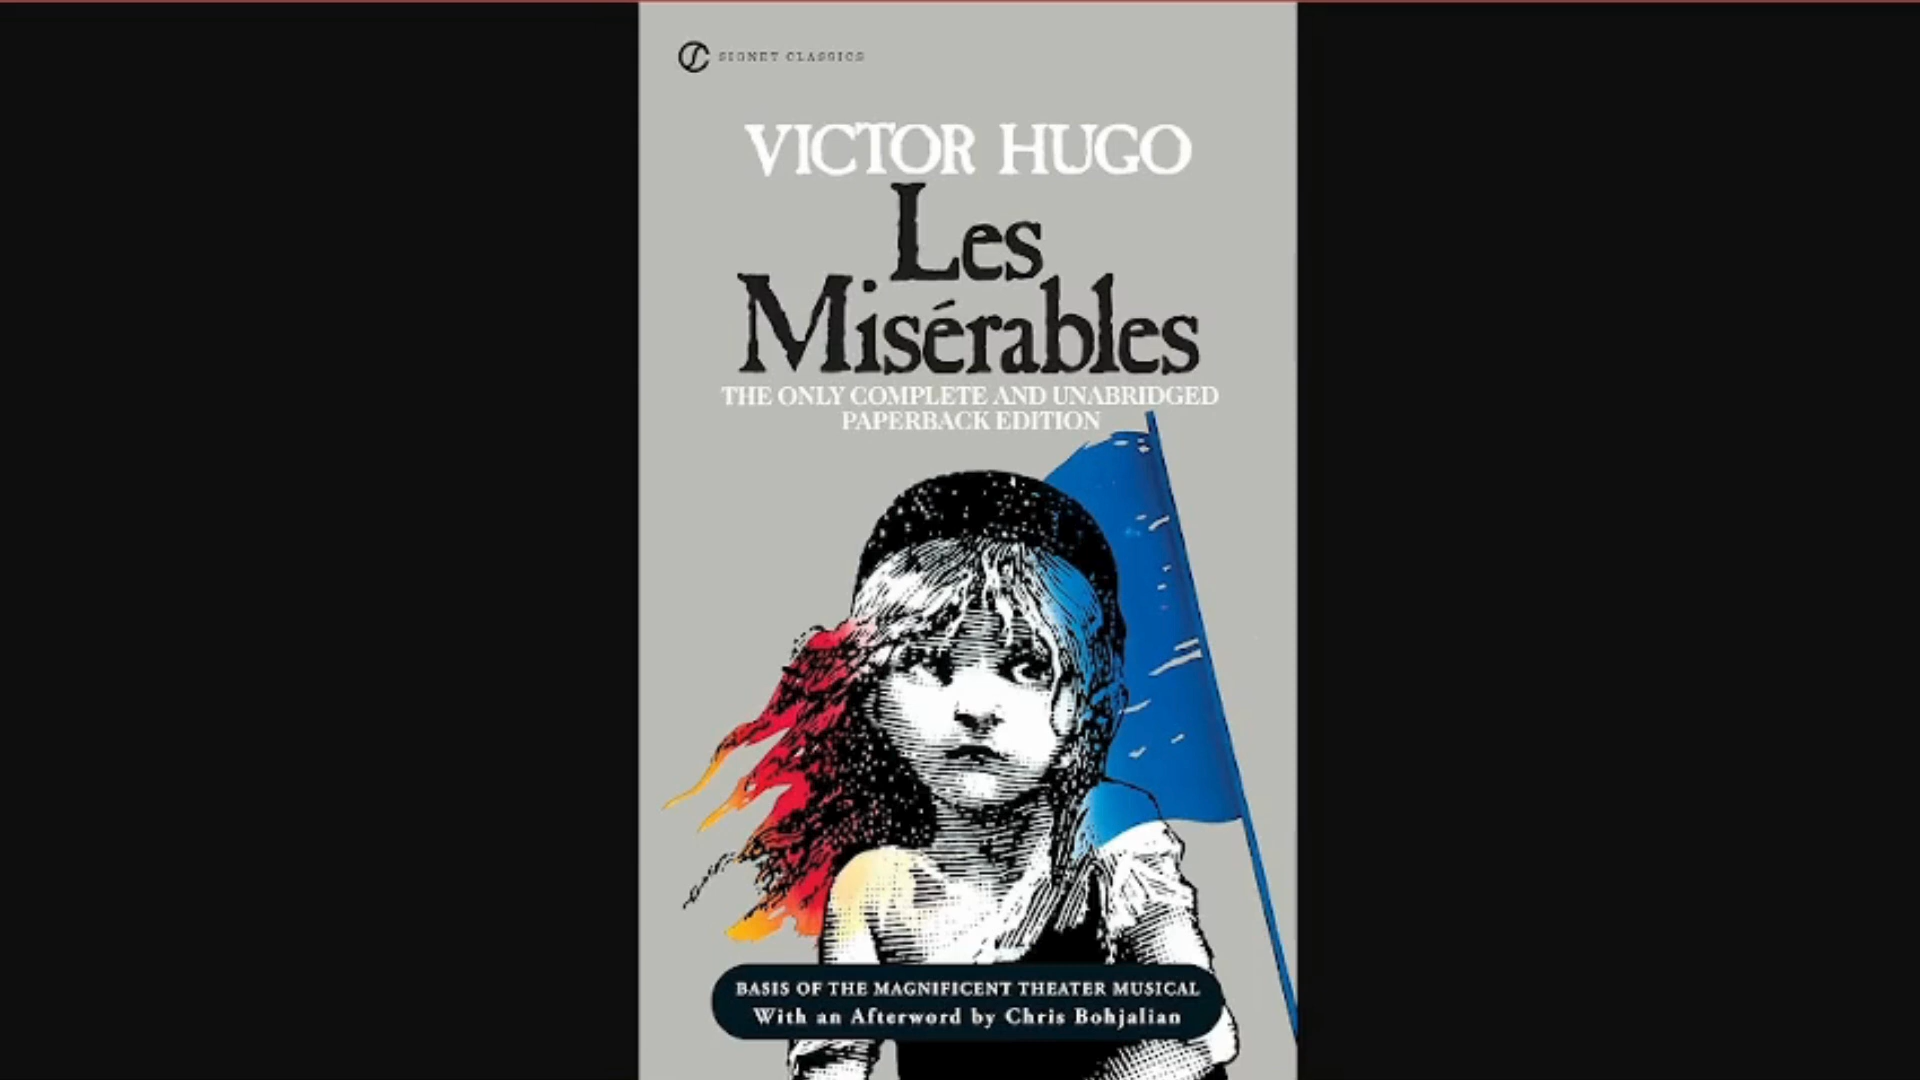 SIGNET CLASSICS
VICTOR HUGO
Les
Misérables
THE ONLY COMPLETE AND UNABRIDGED
PAPERBACK EDITION
BASIS OF THE MAGNIFICENT THEATER MUSICAL
With an Afterword by Chris Bohjalian